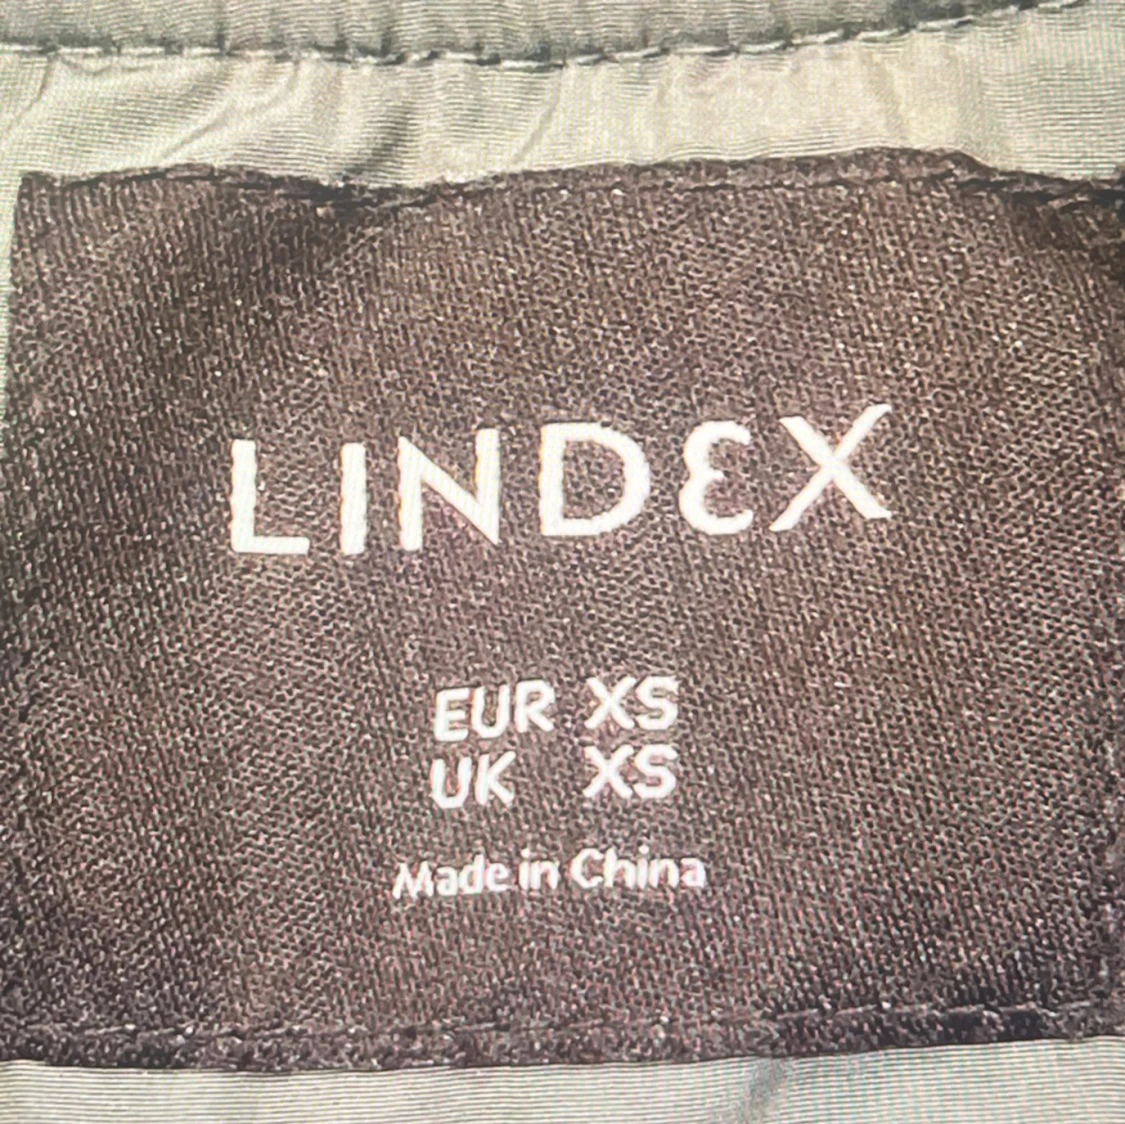 LINDEX
EUR XS
UK XS
Made in China